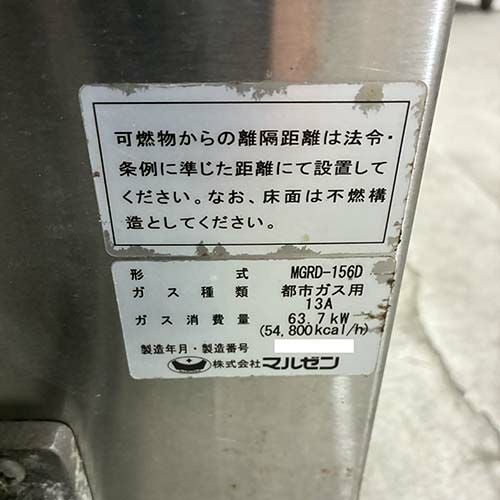 可燃物からの離隔距離は法令・
条例に準じた距離にて設置して
ください。なお、床面は不燃構
造としてください。
形 式 MGRD-156D
ガス種類 都市ガス用
13A
ガス消費量 63.7kW
(54,800kcal/h)
製造年月・製造番号
株式会社マルゼン